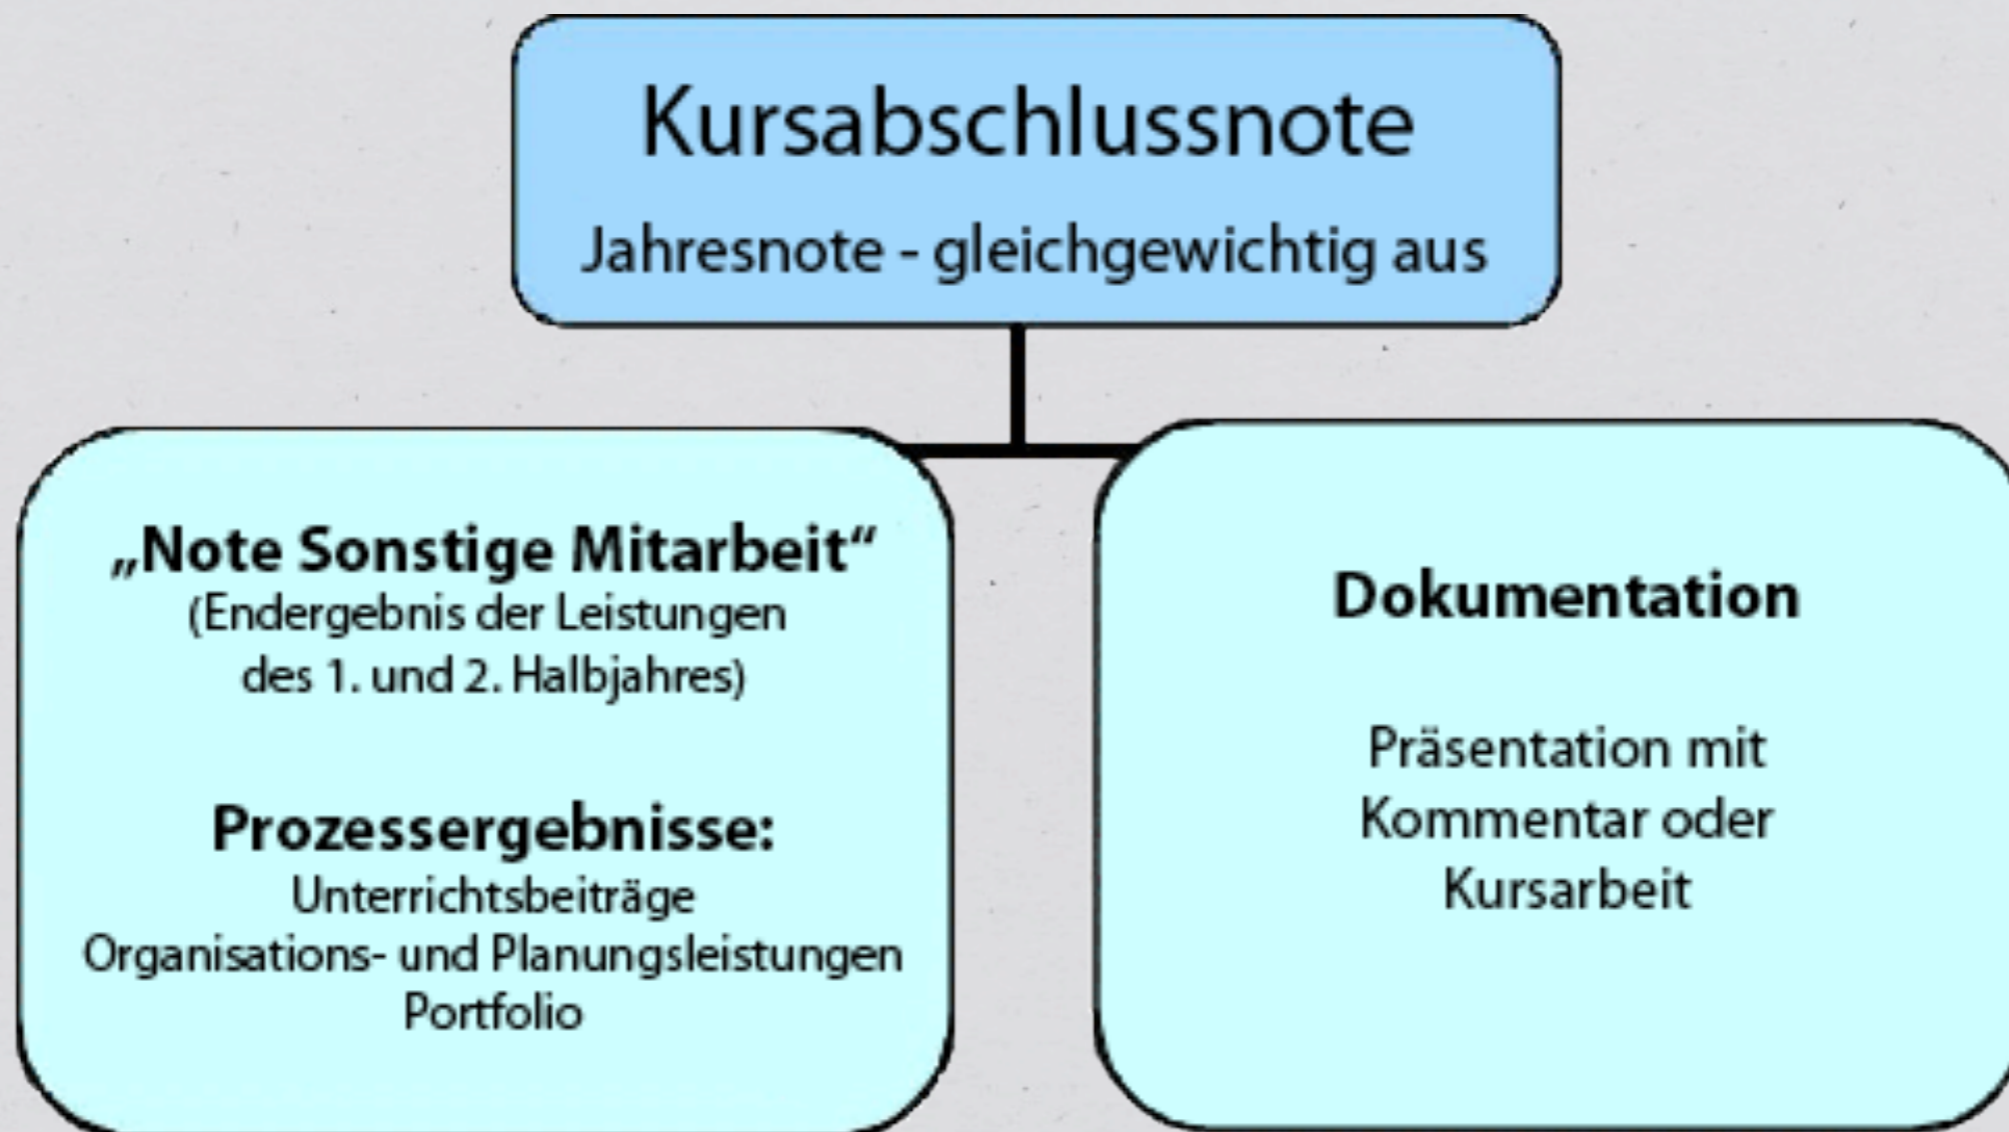 Kursabschlussnote
Jahresnote - gleichgewichtig aus
„Note Sonstige Mitarbeit“
(Endergebnis der Leistungen
des 1. und 2. Halbjahres)
Prozessergebnisse:
Unterrichtsbeiträge
Organisations- und Planungsleistungen
Portfolio
Dokumentation
Präsentation mit
Kommentar oder
Kursarbeit